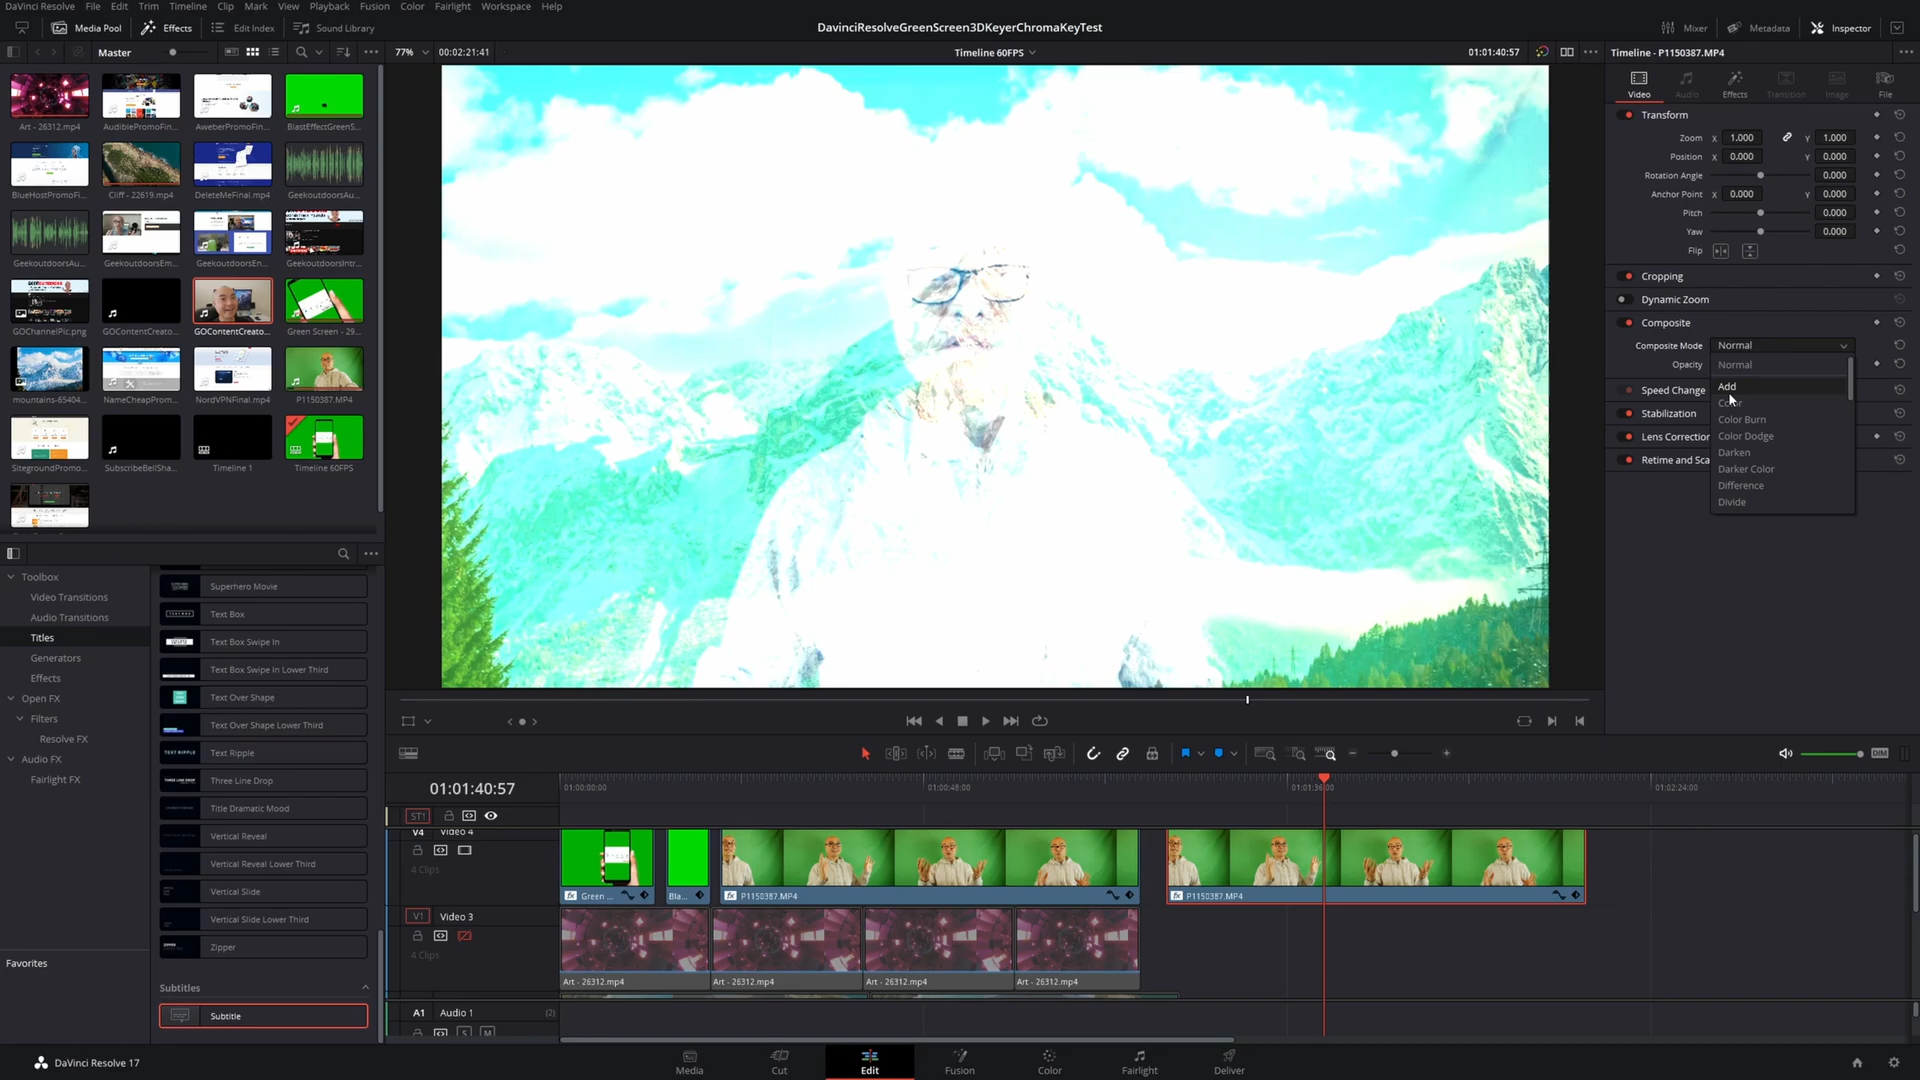 DaVinci Resolve File Edit Trim Timeline Clip Mark View Playback Fusion Color Fairlight Workspace Help
Media Pool Effects Edit Index Sound Library
DavinciResolveGreenScreen3DKeyerChromaKeyTest
Mixer Metadata Inspector
Master
77% 00:02:21:41
Timeline 60FPS
01:01:40:57
Timeline - P1150387.MP4
Art - 26312.mp4 AudiblePromoFin... AweberPromoFin... BlastEffectGreenS...
BlueHostPromoFi... Cliff - 22619.mp4 DeleteMeFinal.mp4 GeekoutdoorsAu...
GeekoutdoorsAu... GeekoutdoorsEm... GeekoutdoorsEn... GeekoutdoorsIntr...
GOChannelPic.png GOContentCreato... GOContentCreato... Green Screen - 29...
mountains-65404... NameCheapProm... NordVPNFinal.mp4 P1150387.MP4
SitegroundPromo... SubscribeBellSha... Timeline 1 Timeline 60FPS
Video Audio Effects Transition Image File
Transform
Zoom X 1.000 Y 1.000
Position X 0.000 Y 0.000
Rotation Angle 0.000
Anchor Point X 0.000 Y 0.000
Pitch 0.000
Yaw 0.000
Flip
Cropping
Dynamic Zoom
Composite
Composite Mode Normal
Opacity Normal
Add
Speed Change
Color
Stabilization
Color Burn
Lens Correction
Color Dodge
Darken
Retime and Sca
Darker Color
Difference
Divide
Toolbox
Video Transitions
Audio Transitions
Titles
Generators
Effects
Open FX
Filters
Resolve FX
Audio FX
Fairlight FX
Favorites
Superhero Movie
Text Box
Text Box Swipe In
Text Box Swipe In Lower Third
Text Over Shape
Text Over Shape Lower Third
TEXT RIPPLE Text Ripple
Three Line Drop
Title Dramatic Mood
Vertical Reveal
Vertical Reveal Lower Third
Vertical Slide
Vertical Slide Lower Third
ZIPPER Zipper
Subtitles
Subtitle
DIM
01:01:40:57
01:00:00:00 01:00:48:00 01:01:36:00 01:02:24:00
ST1
V4 Video 4
4 Clips
Green ... Bla... P1150387.MP4 P1150387.MP4
V1 Video 3
4 Clips
Art - 26312.mp4 Art - 26312.mp4 Art - 26312.mp4 Art - 26312.mp4
A1 Audio 1 (2)
S M
DaVinci Resolve 17
Media Cut Edit Fusion Color Fairlight Deliver